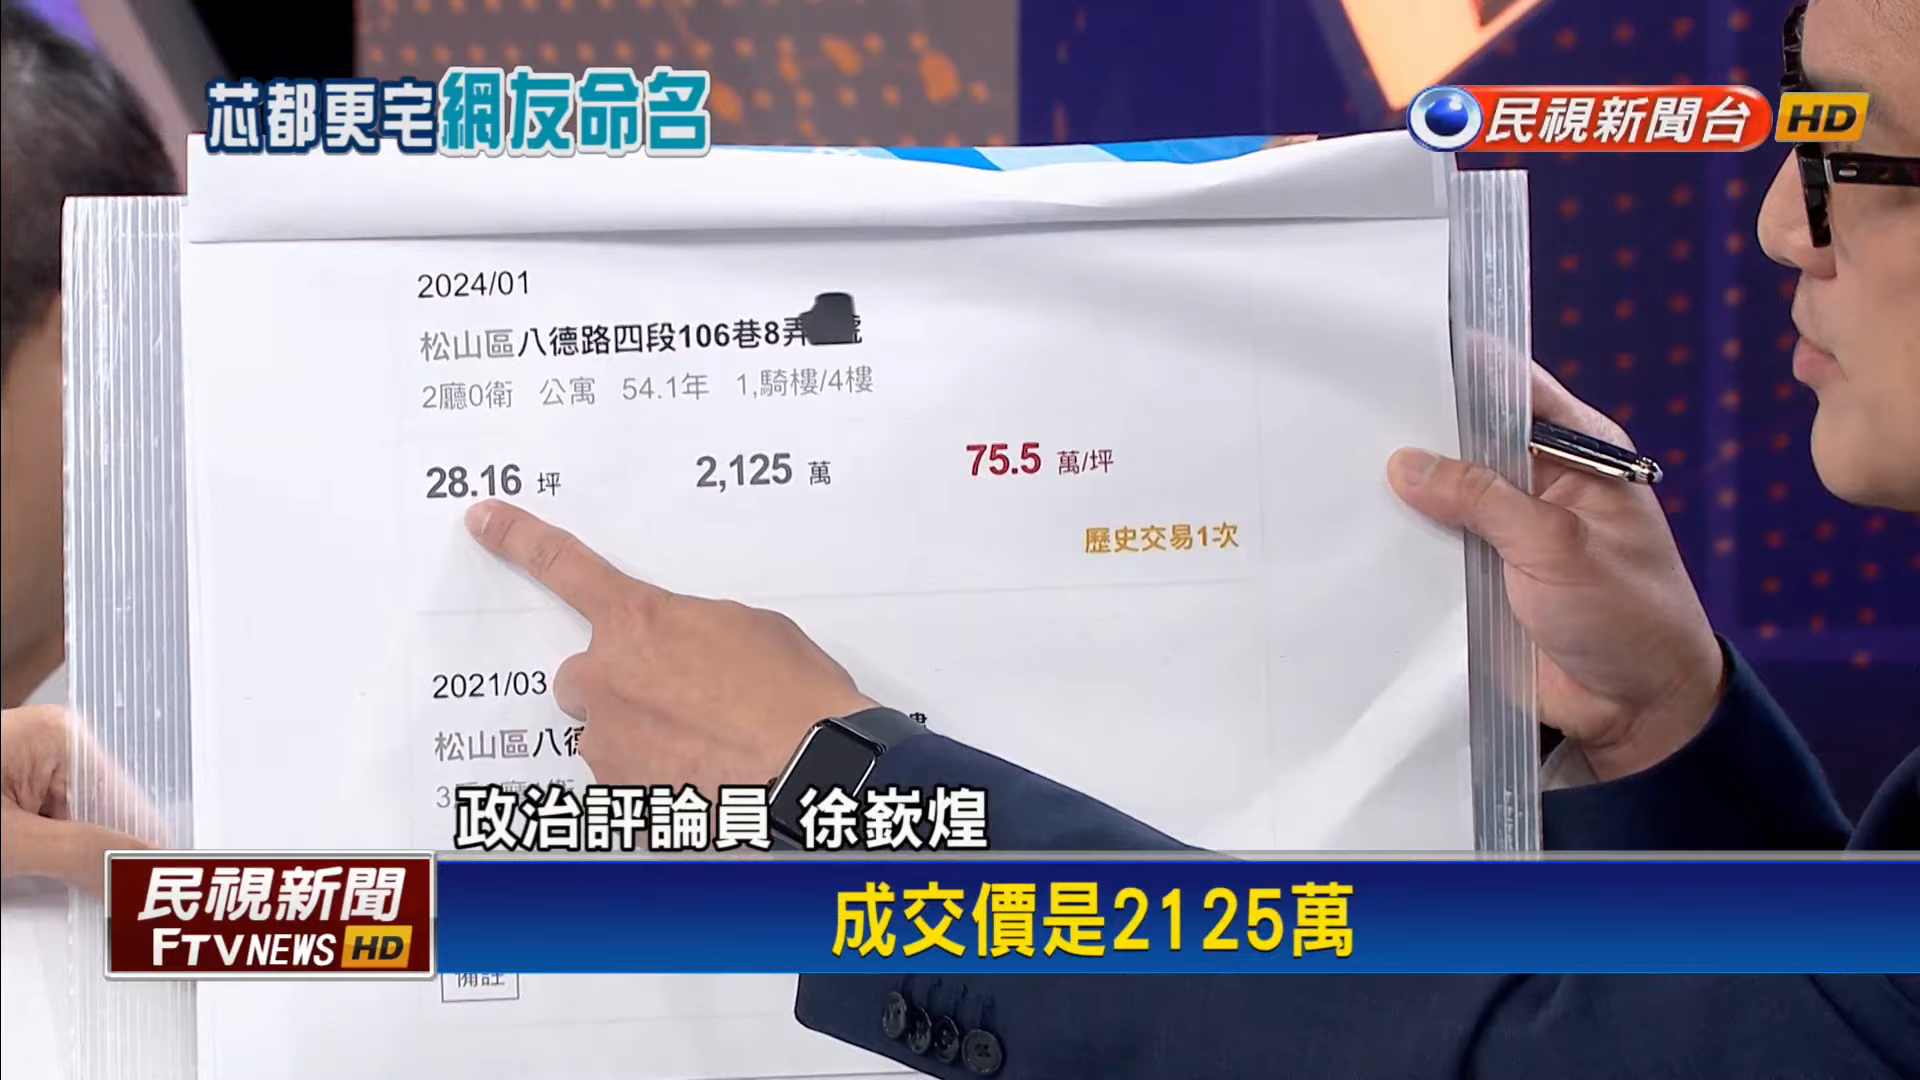 芯都更宅網友命名
民視新聞台 HD
2024/01
松山區八德路四段106巷8弄 號
2廳0衛 公寓 54.1年 1,騎樓/4樓
28.16 坪 2,125 萬 75.5 萬/坪
歷史交易1次
2021/03
松山區八德
政治評論員 徐嶔煌
民視新聞
FTVNEWS HD
成交價是2125萬
備註